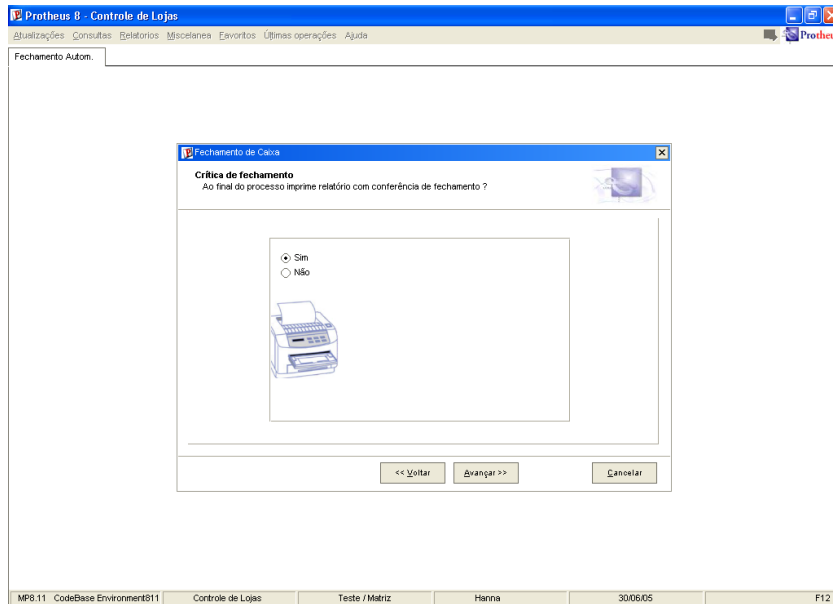 Protheus 8 - Controle de Lojas
Atualizações Consultas Relatorios Miscelanea Favoritos Últimas operações Ajuda
Fechamento Autom.
Fechamento de Caixa
Crítica de fechamento
Ao final do processo imprime relatório com conferência de fechamento ?
Sim
Não
<< Voltar Avançar >> Cancelar
MP8.11 CodeBase Environment811 Controle de Lojas Teste / Matriz Hanna 30/06/05 F12